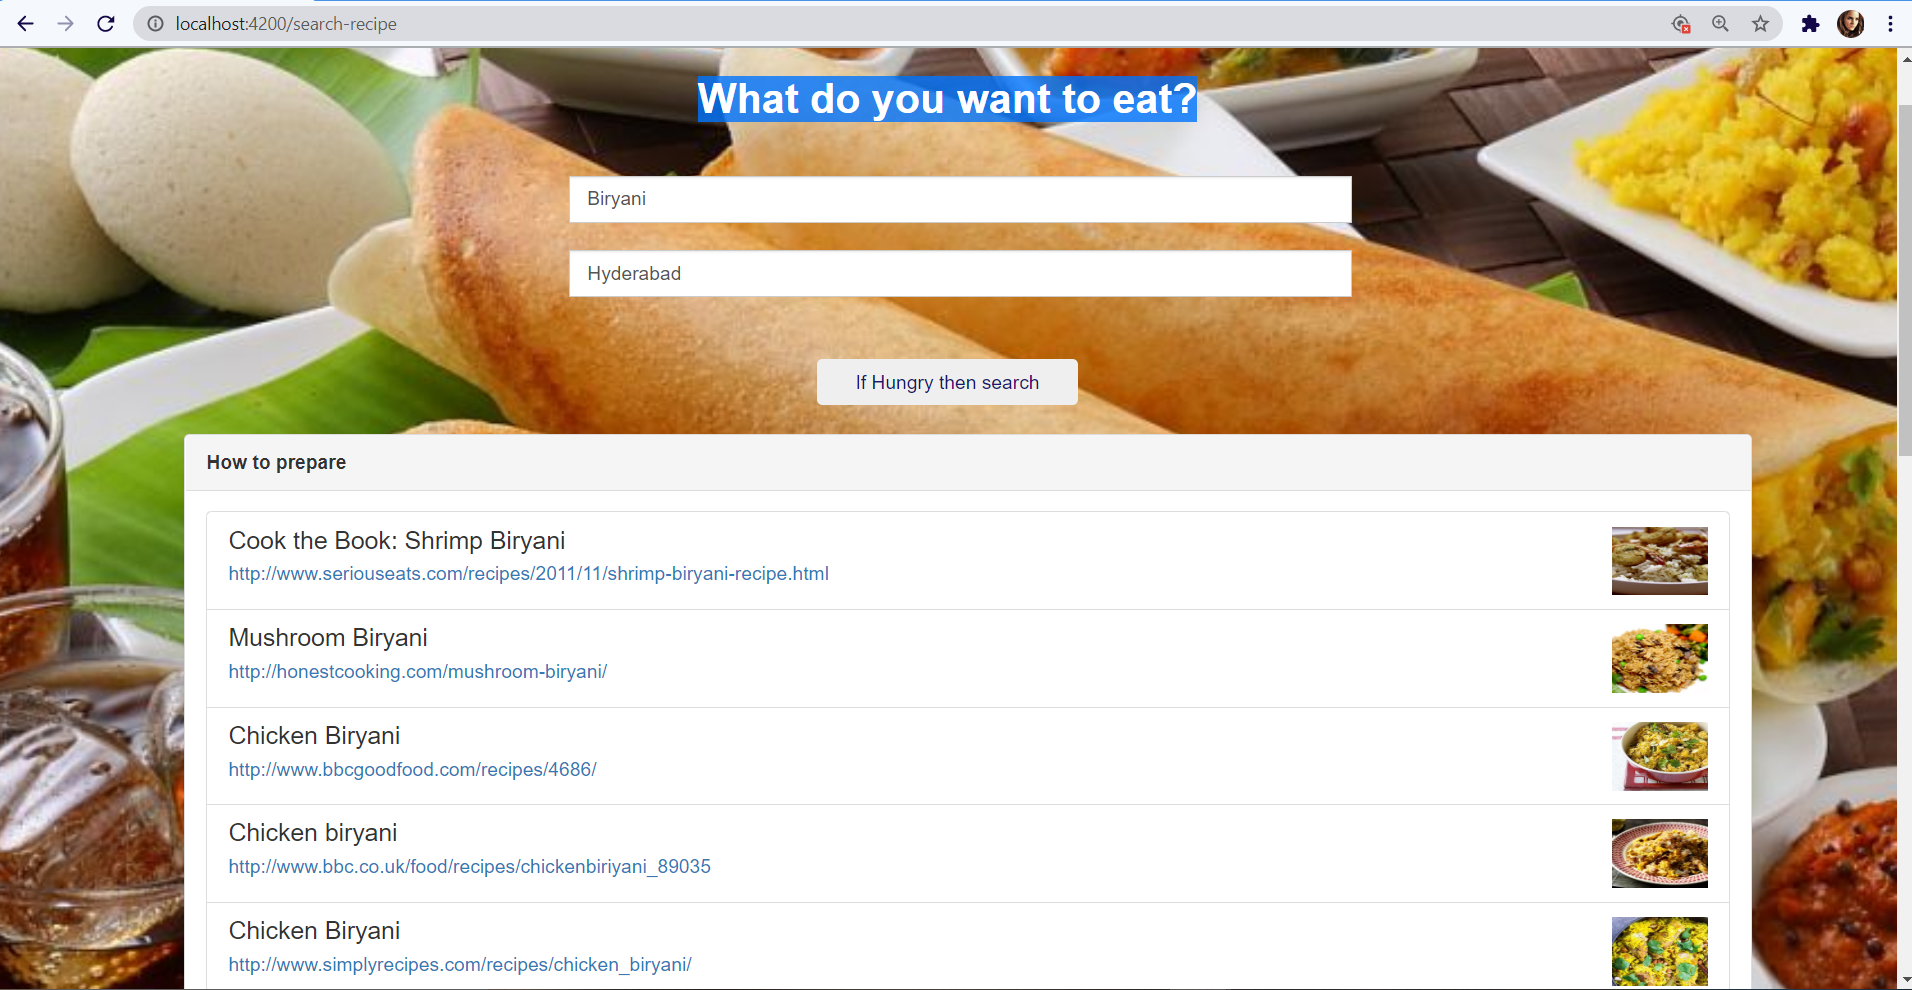 localhost:4200/search-recipe
What do you want to eat?
Biryani
Hyderabad
If Hungry then search
How to prepare
Cook the Book: Shrimp Biryani
http://www.seriouseats.com/recipes/2011/11/shrimp-biryani-recipe.html
Mushroom Biryani
http://honestcooking.com/mushroom-biryani/
Chicken Biryani
http://www.bbcgoodfood.com/recipes/4686/
Chicken biryani
http://www.bbc.co.uk/food/recipes/chickenbiriyani_89035
Chicken Biryani
http://www.simplyrecipes.com/recipes/chicken_biryani/